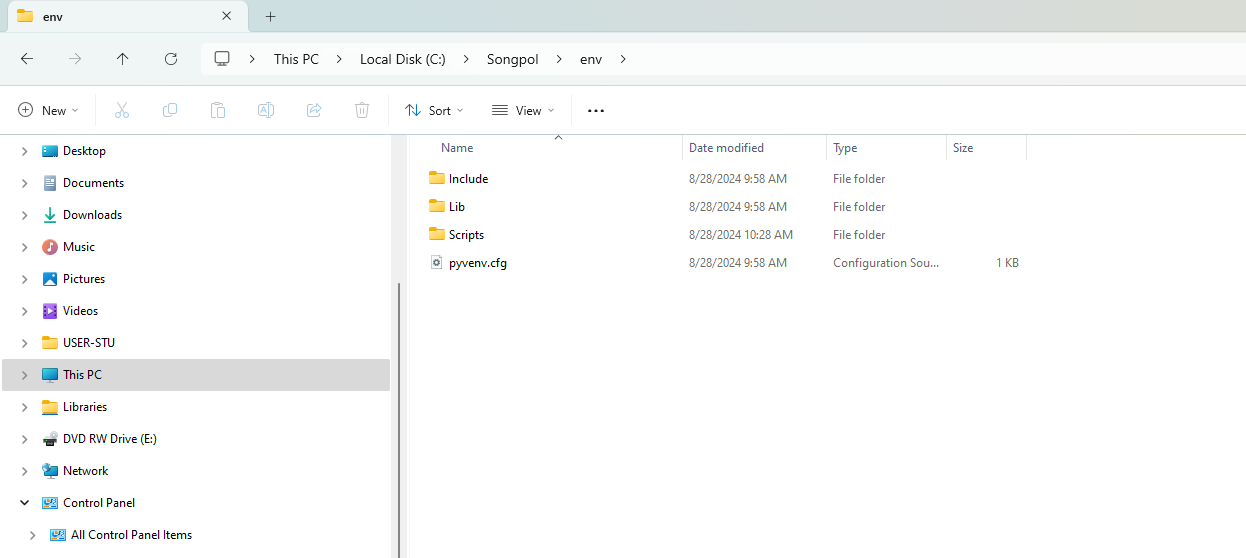 env
This PC Local Disk (C:) Songpol env
New Sort View
Desktop
Documents
Downloads
Music
Pictures
Videos
USER-STU
This PC
Libraries
DVD RW Drive (E:)
Network
Control Panel
All Control Panel Items
Name Date modified Type Size
Include 8/28/2024 9:58 AM File folder
Lib 8/28/2024 9:58 AM File folder
Scripts 8/28/2024 10:28 AM File folder
pyvenv.cfg 8/28/2024 9:58 AM Configuration Sou... 1 KB